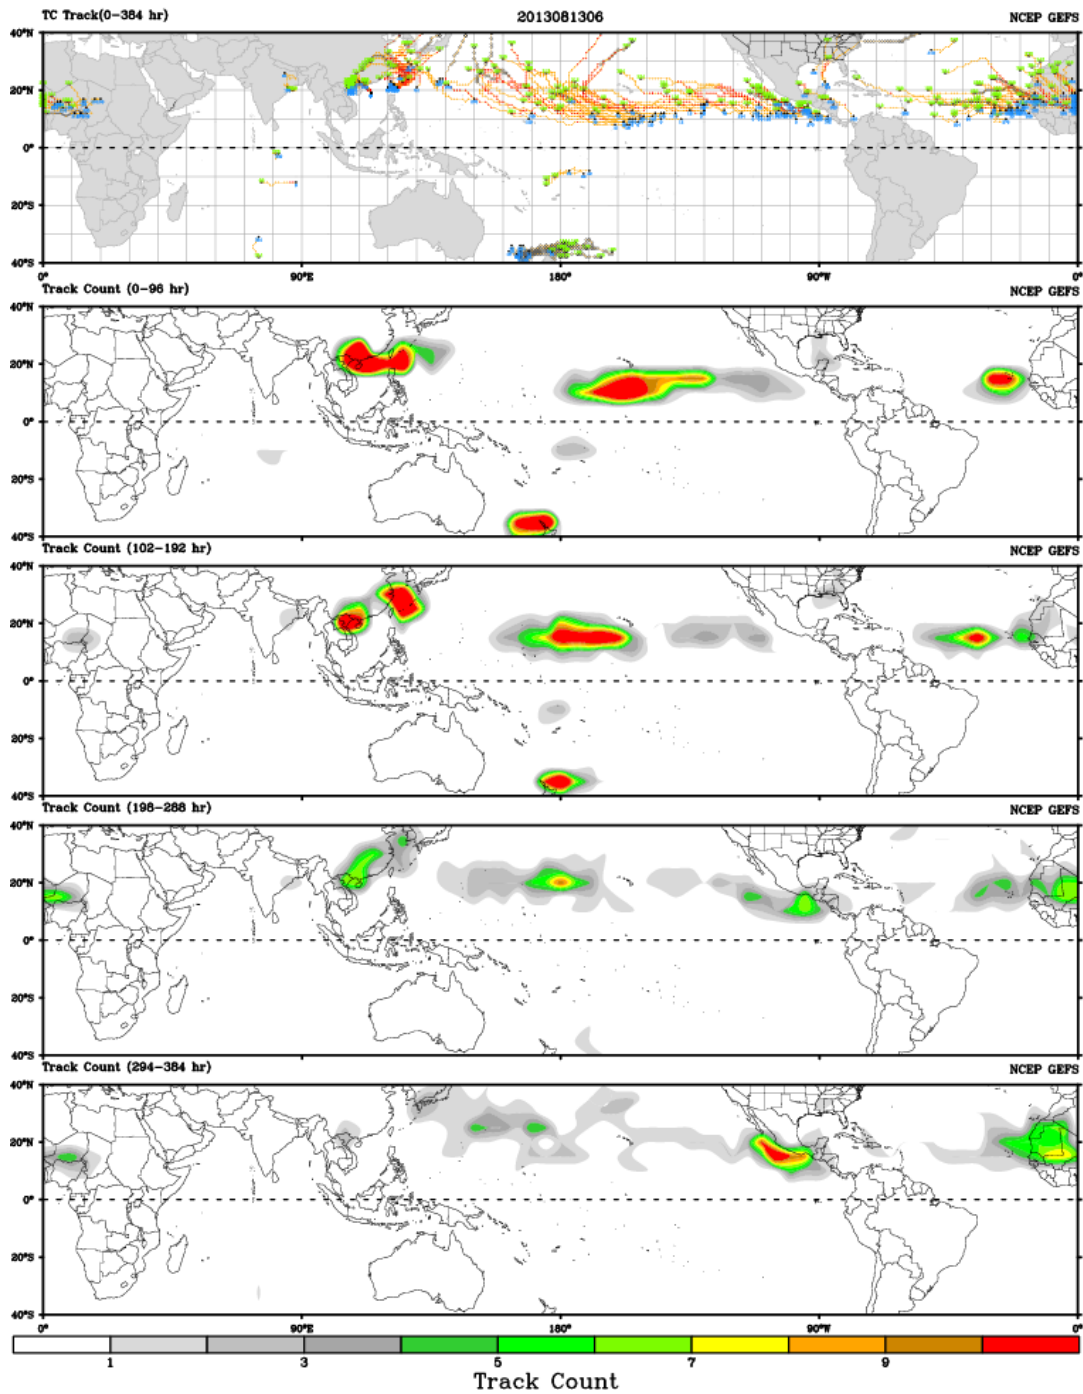 TC Track(0-384 hr) 2013081306 NCEP GEFS
40°N
20°N
0°
20°S
40°S
0° 90°E 180° 90°W 0°
Track Count (0-96 hr) NCEP GEFS
40°N
20°N
0°
20°S
40°S
Track Count (102-192 hr) NCEP GEFS
40°N
20°N
0°
20°S
40°S
Track Count (198-288 hr) NCEP GEFS
40°N
20°N
0°
20°S
40°S
Track Count (294-384 hr) NCEP GEFS
40°N
20°N
0°
20°S
40°S
0° 90°E 180° 90°W 0°
1 3 5 7 9
Track Count